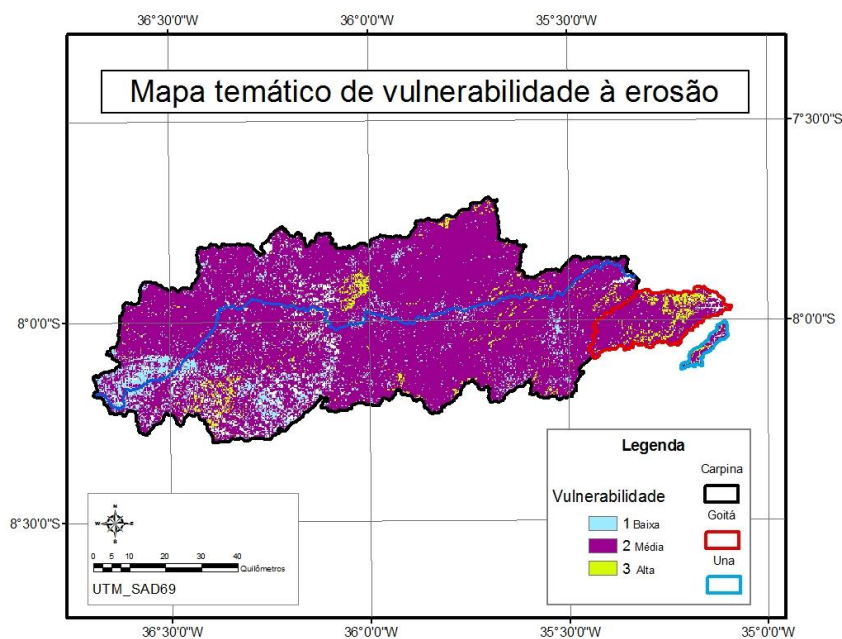 36°30'0"W 36°0'0"W 35°30'0"W
Mapa temático de vulnerabilidade à erosão
7°30'0"S
8°0'0"S 8°0'0"S
Legenda
Carpina
Vulnerabilidade
Goitá
1 Baixa
2 Média
Una
3 Alta
8°30'0"S
N
W E
S
0 5 10 20 30 40
Quilômetros
UTM_SAD69
36°30'0"W 36°0'0"W 35°30'0"W 35°0'0"W